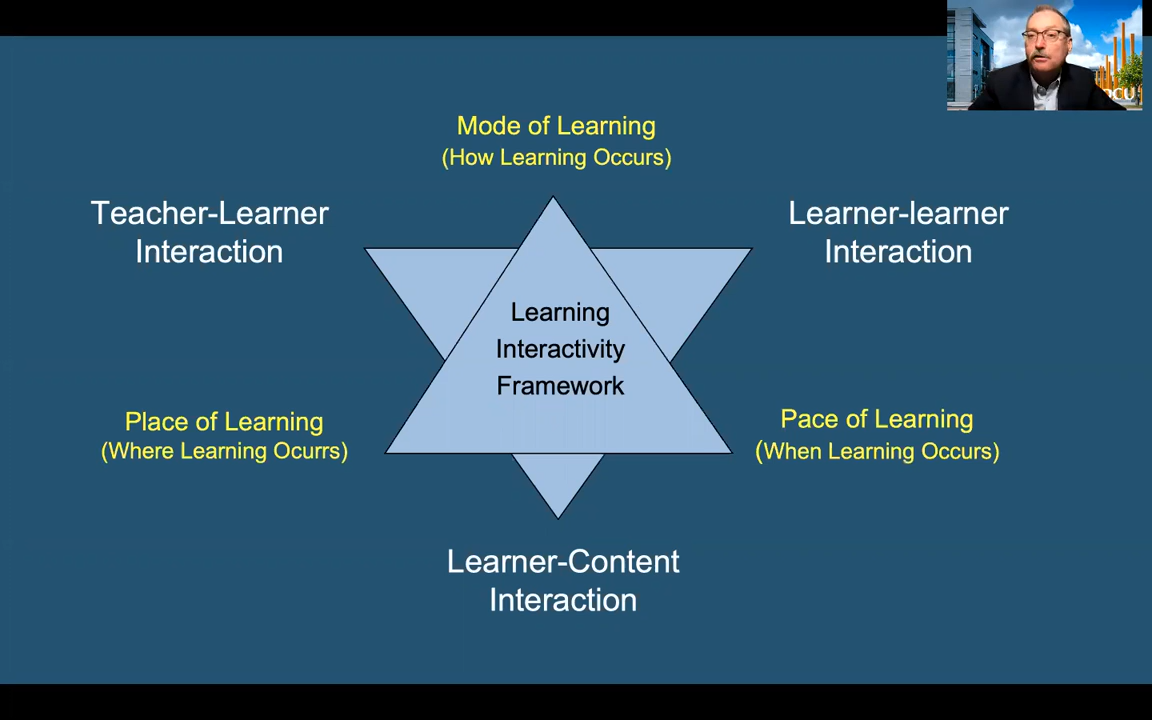 DCU
Mode of Learning
(How Learning Occurs)
Teacher-Learner
Interaction
Learner-learner
Interaction
Learning
Interactivity
Framework
Place of Learning
(Where Learning Ocurrs)
Pace of Learning
(When Learning Occurs)
Learner-Content
Interaction